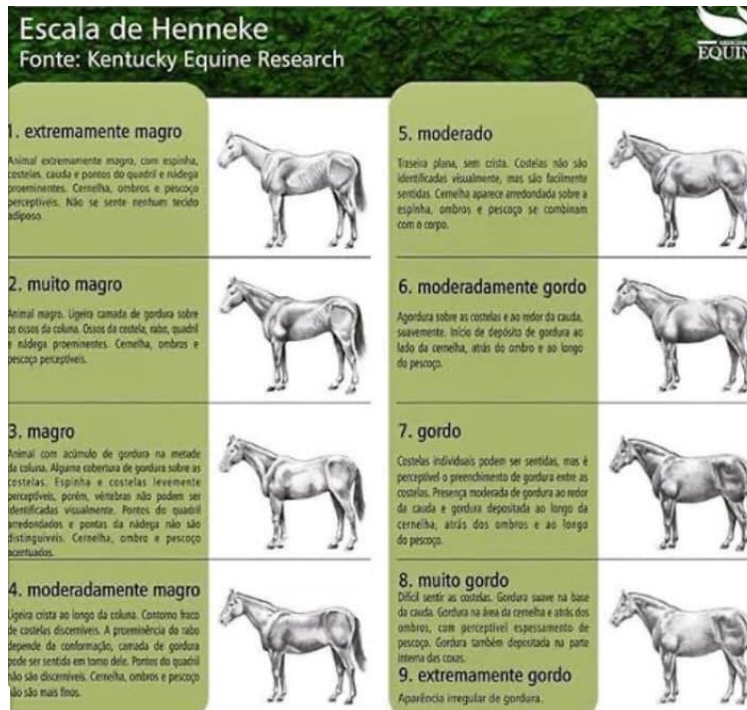 Escala de Henneke
Fonte: Kentucky Equine Research
EQUIN
1. extremamente magro
Animal extremamente magro, com espinha,
costelas, cauda e pontos do quadril e nádega
proeminentes. Cernelha, ombros e pescoço
perceptíveis. Não se sente nenhum tecido
adiposo.
2. muito magro
Animal magro. Ligeira camada de gordura sobre
os ossos da coluna. Ossos da costela, rabo, quadril
e nádega proeminentes. Cernelha, ombros e
pescoço perceptíveis.
3. magro
Animal com acúmulo de gordura na metade
da coluna. Alguma cobertura de gordura sobre as
costelas. Espinha e costelas levemente
perceptíveis, porém, vértebras não podem ser
identificadas visualmente. Pontos do quadril
arredondados e pontas da nádega não são
distinguíveis. Cernelha, ombro e pescoço
acentuados.
4. moderadamente magro
Ligeira crista ao longo da coluna. Contorno fraco
de costelas discerníveis. A proeminência do rabo
depende da conformação, camada de gordura
pode ser sentida em torno dele. Pontos do quadril
não são discerníveis. Cernelha, ombros e pescoço
não são mais finos.
5. moderado
Traseira plana, sem crista. Costelas não são
identificadas visualmente, mas são facilmente
sentidas. Cernelha aparece arredondada sobre a
espinha, ombros e pescoço se combinam
com o corpo.
6. moderadamente gordo
Agordura sobre as costelas e ao redor da cauda,
suavemente. Início de depósito de gordura ao
lado da cernelha, atrás do ombro e ao longo
do pescoço.
7. gordo
Costelas individuais podem ser sentidas, mas é
perceptível o preenchimento de gordura entre as
costelas. Presença moderada de gordura ao redor
da cauda e gordura depositada ao longo da
cernelha, atrás dos ombros e ao longo
do pescoço.
8. muito gordo
Difícil sentir as costelas. Gordura suave na base
da cauda. Gordura na área da cernelha e atrás dos
ombros, com perceptível espessamento de
pescoço. Gordura também depositada na parte
interna das coxas.
9. extremamente gordo
Aparência irregular de gordura.